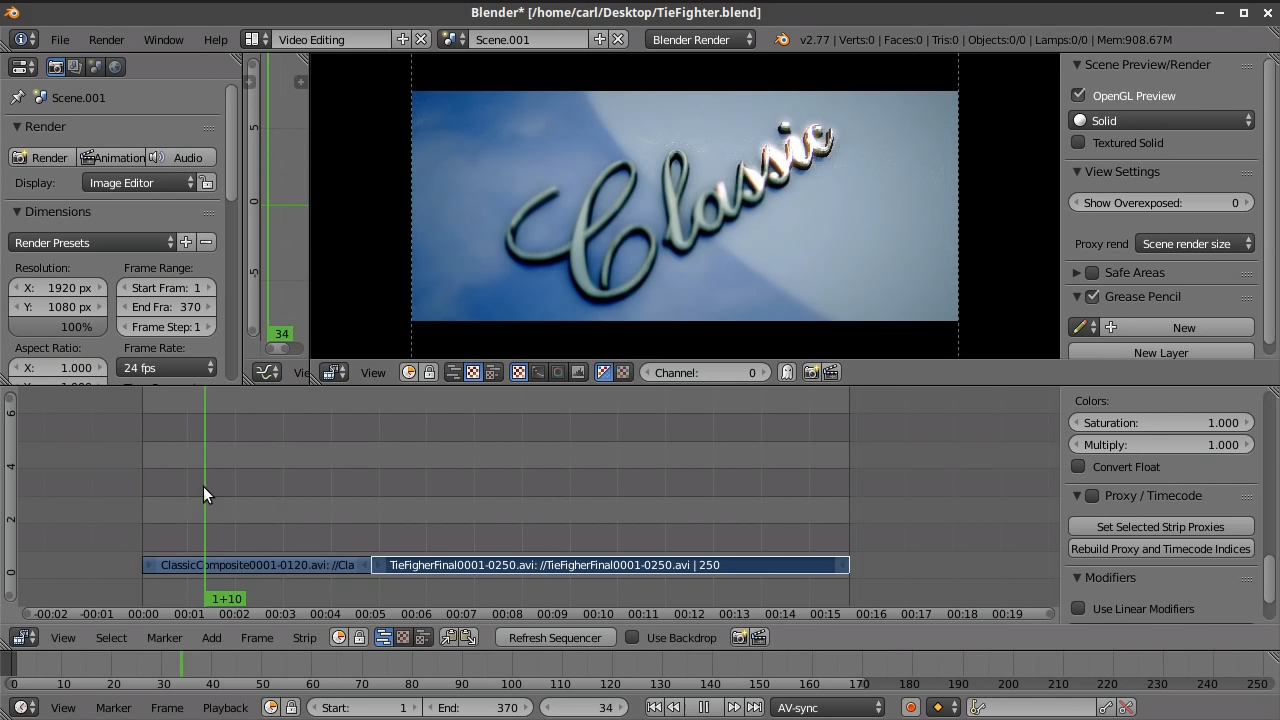 Blender* [/home/carl/Desktop/TieFighter.blend]
File Render Window Help Video Editing Scene.001 Blender Render v2.77 | Verts:0 | Faces:0 | Tris:0 | Objects:0/0 | Lamps:0/0 | Mem:908.67M
Scene.001
Render
Render Animation Audio
Display: Image Editor
Dimensions
Render Presets
Resolution: Frame Range:
X: 1920 px Start Fram: 1
Y: 1080 px End Fra: 370
100% Frame Step: 1
Aspect Ratio: Frame Rate:
X: 1.000 24 fps
5
0
-5
34
Classic
View Channel: 0
Scene Preview/Render
OpenGL Preview
Solid
Textured Solid
View Settings
Show Overexposed: 0
Proxy rend Scene render size
Safe Areas
Grease Pencil
New
New Layer
6
4
2
0
ClassicComposite0001-0120.avi: //Cla TieFigherFinal0001-0250.avi: //TieFigherFinal0001-0250.avi | 250
1+10
-00:02 -00:01 00:00 00:01 00:02 00:03 00:04 00:05 00:06 00:07 00:08 00:09 00:10 00:11 00:12 00:13 00:14 00:15 00:16 00:17 00:18 00:19
View Select Marker Add Frame Strip Refresh Sequencer Use Backdrop
Colors:
Saturation: 1.000
Multiply: 1.000
Convert Float
Proxy / Timecode
Set Selected Strip Proxies
Rebuild Proxy and Timecode Indices
Modifiers
Use Linear Modifiers
0 10 20 30 40 50 60 70 80 90 100 110 120 130 140 150 160 170 180 190 200 210 220 230 240 250
View Marker Frame Playback Start: 1 End: 370 34 AV-sync